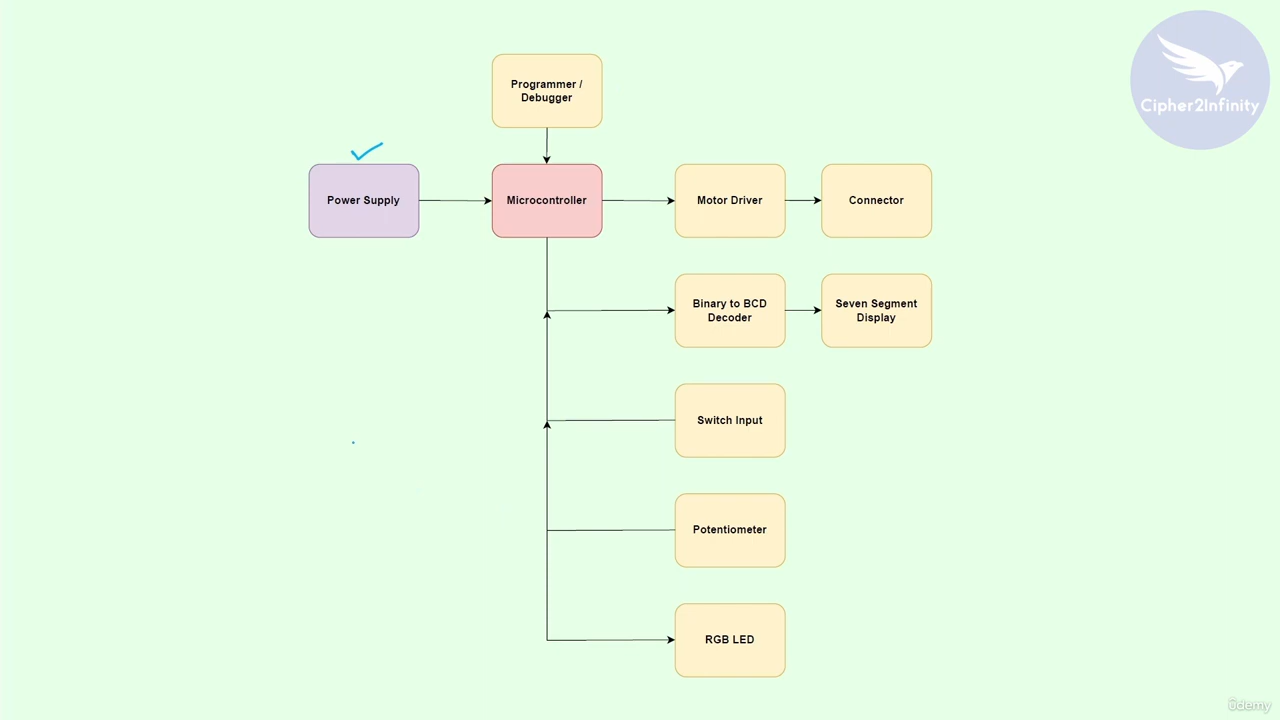 Cipher2Infinity
Programmer /
Debugger
Power Supply
Microcontroller
Motor Driver
Connector
Binary to BCD
Decoder
Seven Segment
Display
Switch Input
Potentiometer
RGB LED
ûdemy